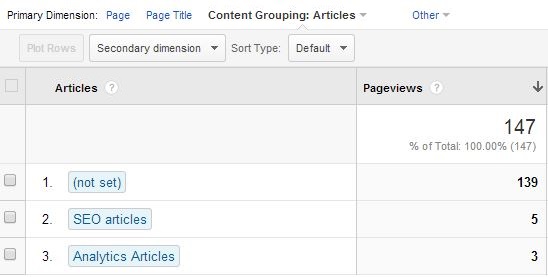 Primary Dimension: Page Page Title Content Grouping: Articles Other
Plot Rows Secondary dimension Sort Type: Default
Articles ? Pageviews ?
147
% of Total: 100.00% (147)
1. (not set) 139
2. SEO articles 5
3. Analytics Articles 3